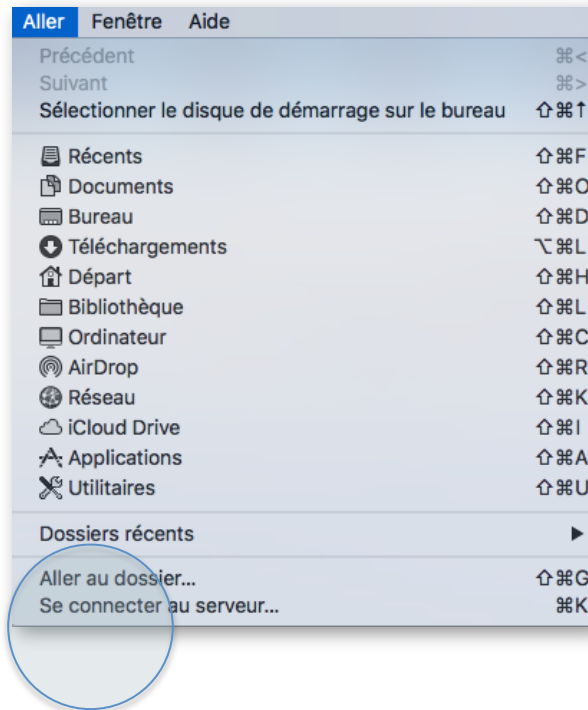 Aller Fenêtre Aide
Précédent ⌘<
Suivant ⌘>
Sélectionner le disque de démarrage sur le bureau ⇧⌘↑
Récents ⇧⌘F
Documents ⇧⌘O
Bureau ⇧⌘D
Téléchargements ⌥⌘L
Départ ⇧⌘H
Bibliothèque ⇧⌘L
Ordinateur ⇧⌘C
AirDrop ⇧⌘R
Réseau ⇧⌘K
iCloud Drive ⇧⌘I
Applications ⇧⌘A
Utilitaires ⇧⌘U
Dossiers récents ▶
Aller au dossier... ⇧⌘G
Se connecter au serveur... ⌘K